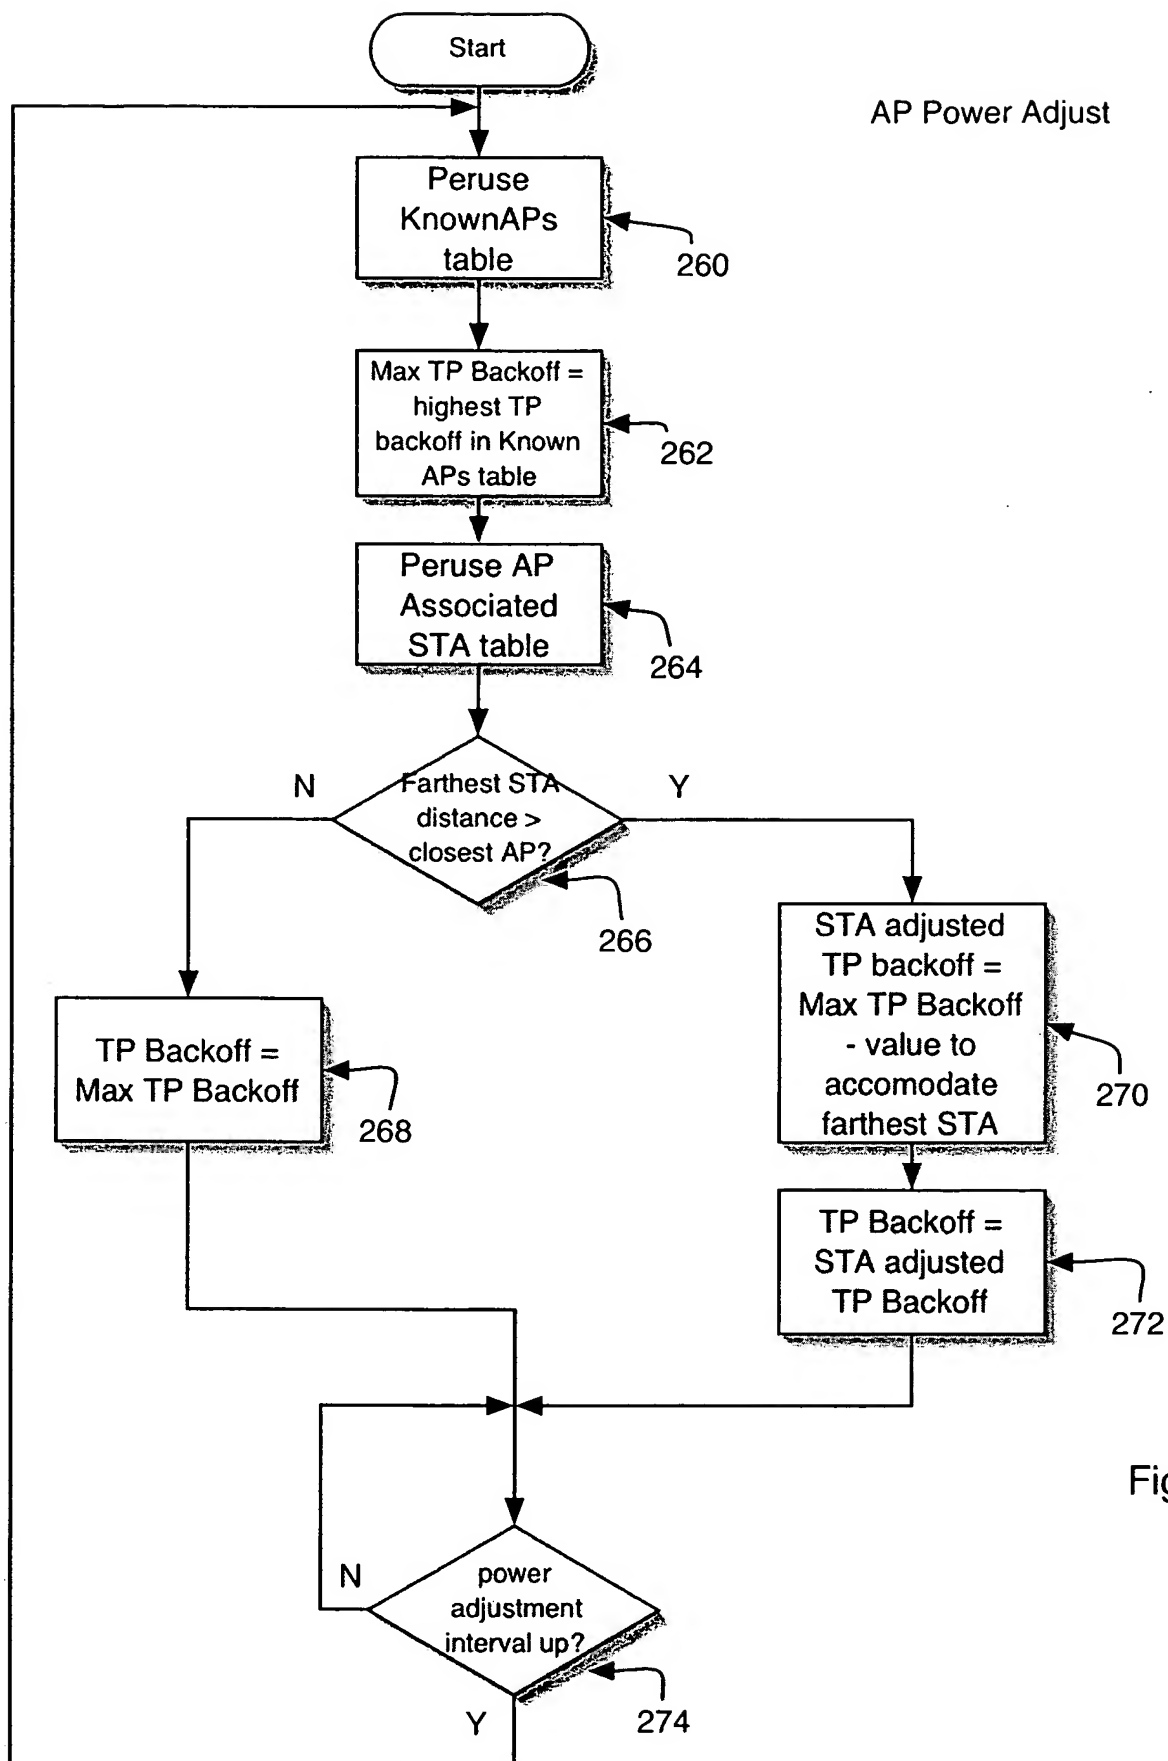 Start
AP Power Adjust
Peruse
KnownAPs
table
260
Max TP Backoff =
highest TP
backoff in Known
APs table
262
Peruse AP
Associated
STA table
264
N
Farthest STA
distance >
closest AP?
Y
266
STA adjusted
TP backoff =
Max TP Backoff
- value to
accomodate
farthest STA
270
TP Backoff =
Max TP Backoff
268
TP Backoff =
STA adjusted
TP Backoff
272
Fig
N
power
adjustment
interval up?
274
Y